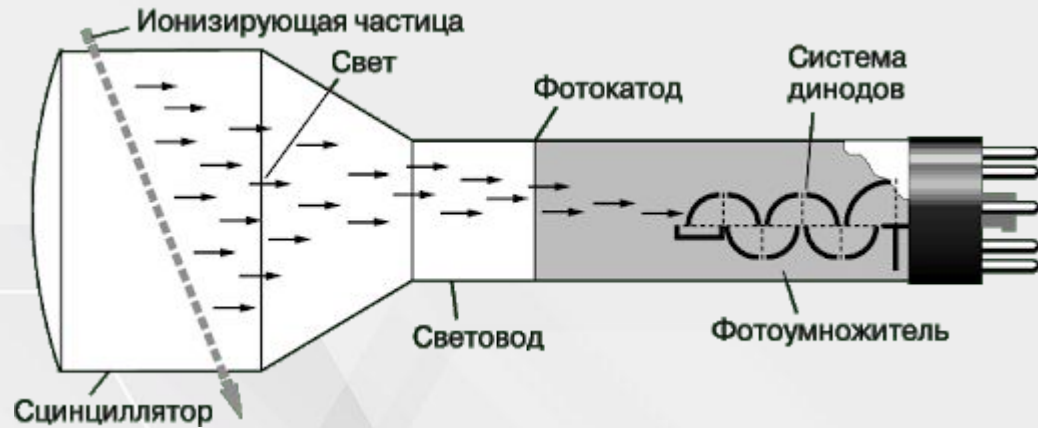 Ионизирующая частица
Свет
Фотокатод
Система
динодов
Световод
Фотоумножитель
Сцинциллятор